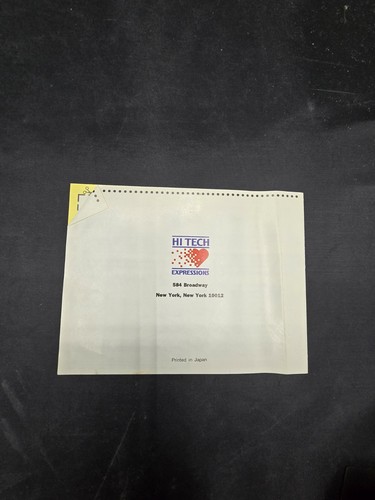 HI TECH
EXPRESSIONS
584 Broadway
New York, New York 10012
Printed in Japan